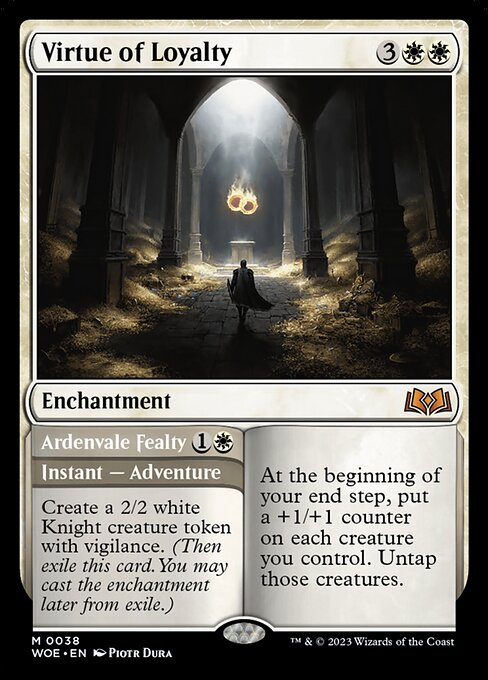 Virtue of Loyalty 3
Enchantment
Ardenvale Fealty 1
Instant — Adventure
Create a 2/2 white
Knight creature token
with vigilance. (Then
exile this card. You may
cast the enchantment
later from exile.)
At the beginning of
your end step, put
a +1/+1 counter
on each creature
you control. Untap
those creatures.
M 0038
WOE • EN Piotr Dura
™ & © 2023 Wizards of the Coast